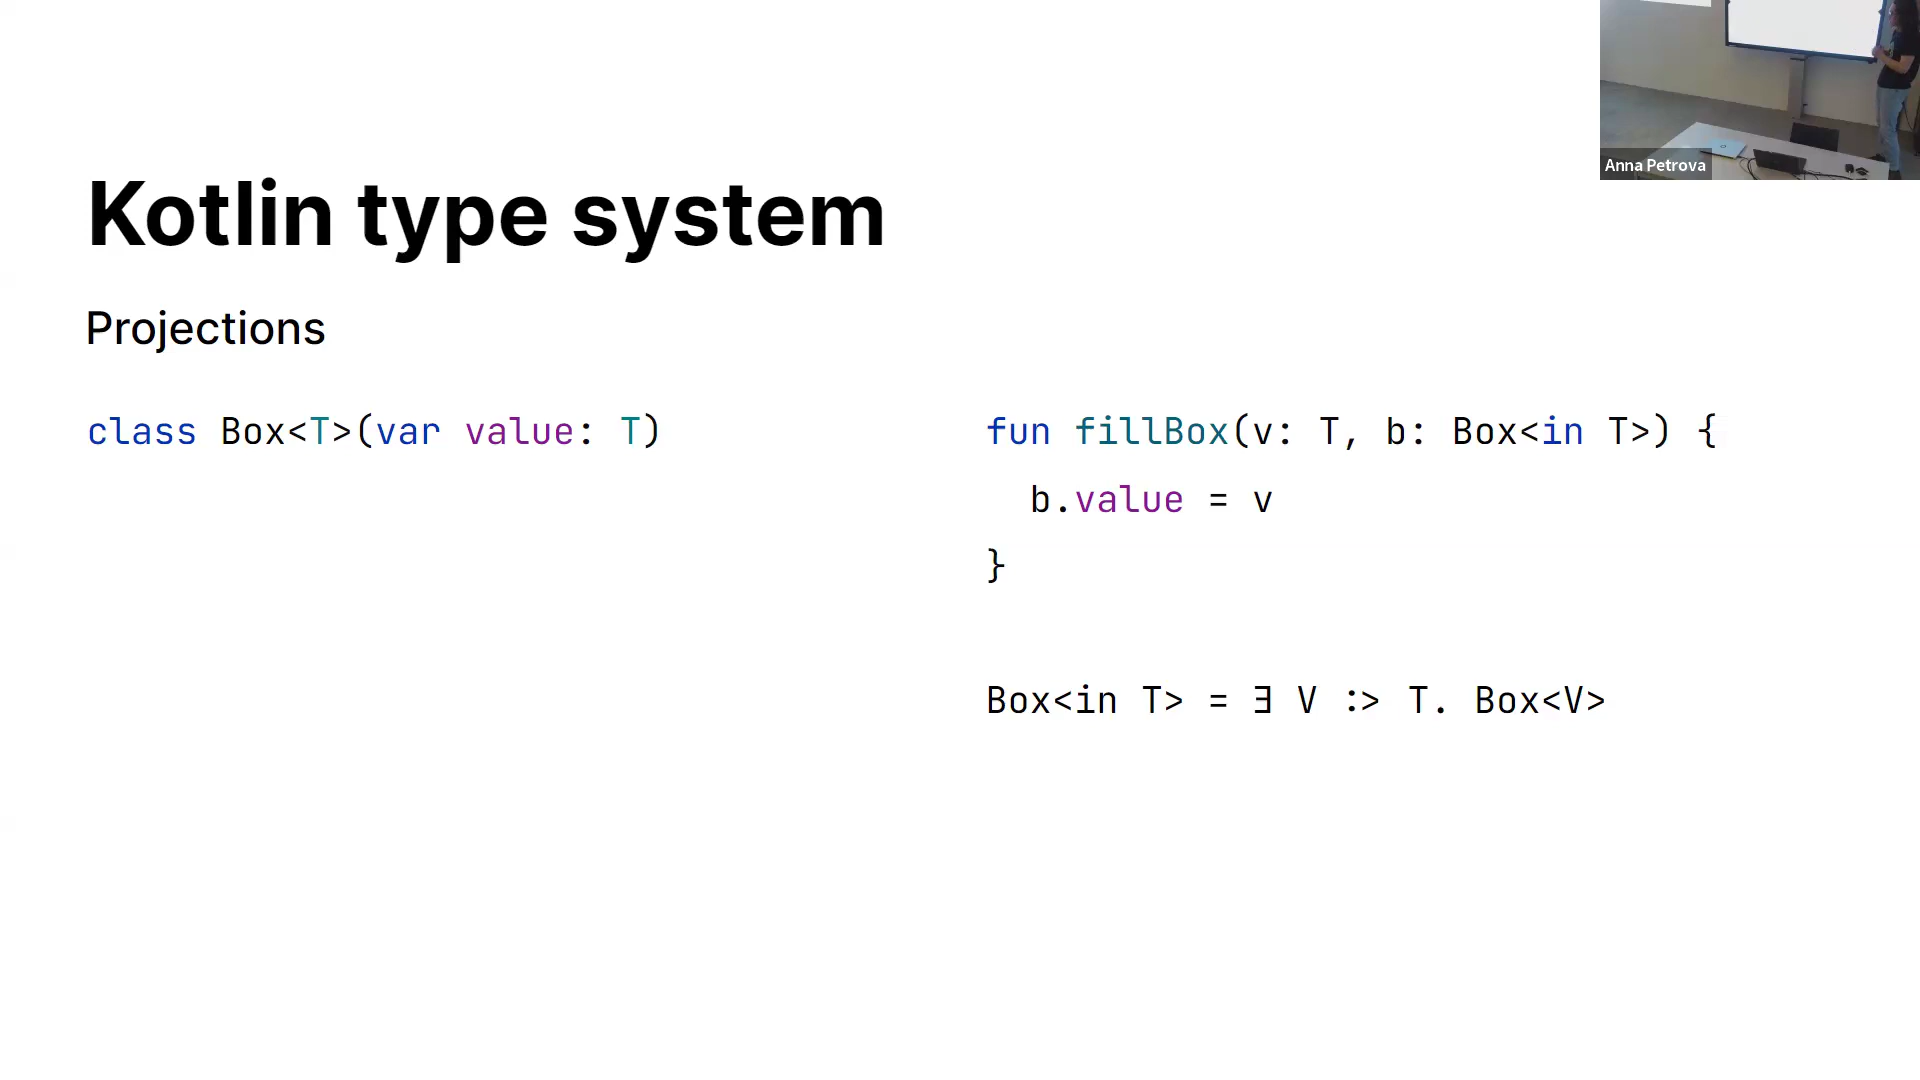 Anna Petrova
Kotlin type system
Projections
class Box<T>(var value: T)
fun fillBox(v: T, b: Box<in T>) {
  b.value = v
}
Box<in T> = ∃ V :> T. Box<V>